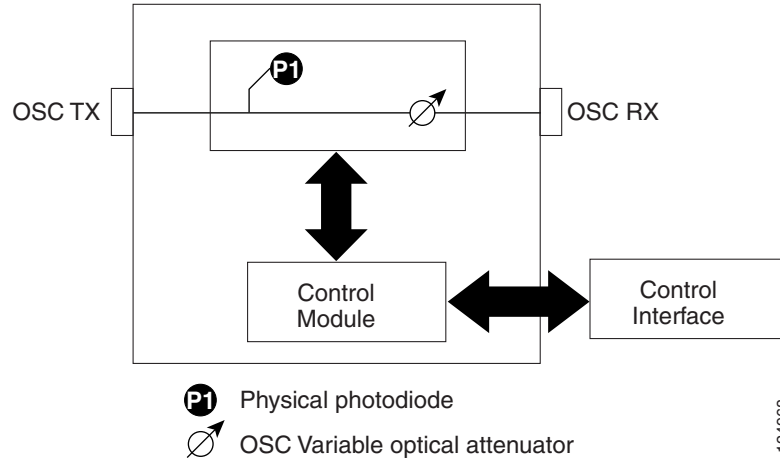 P1
OSC TX
OSC RX
Control
Module
Control
Interface
P1 Physical photodiode
OSC Variable optical attenuator